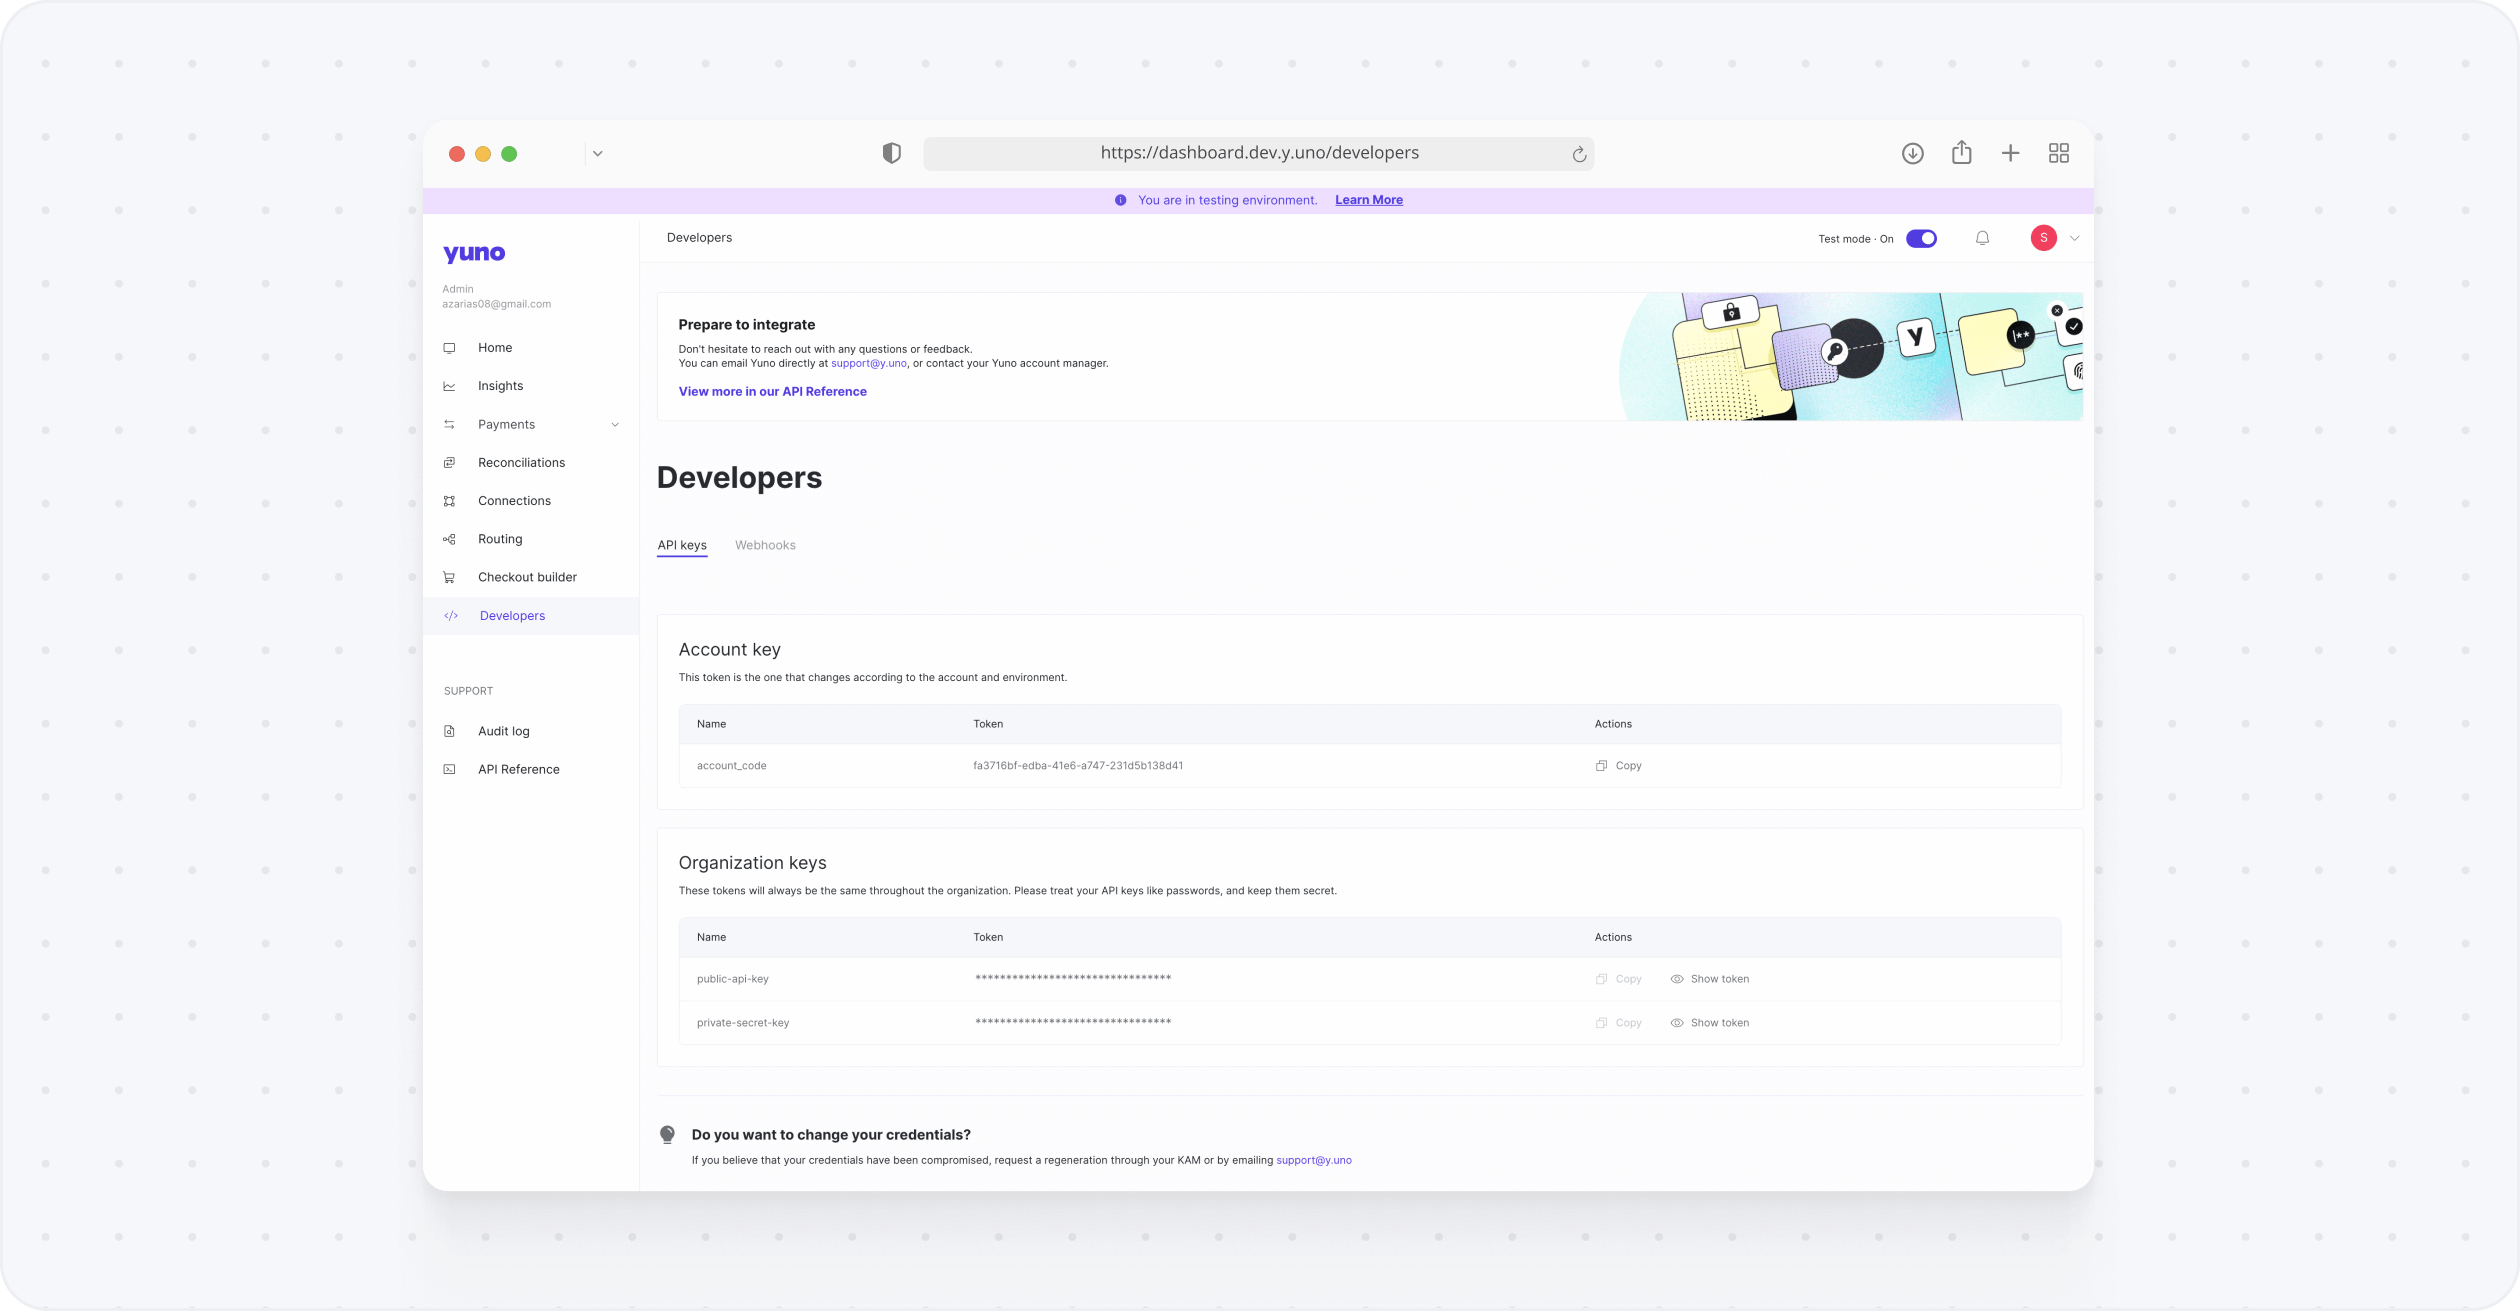 https://dashboard.dev.y.uno/developers
You are in testing environment. Learn More
yuno
Admin
azarias08@gmail.com
Home
Insights
Payments
Reconciliations
Connections
Routing
Checkout builder
Developers
SUPPORT
Audit log
API Reference
Developers
Test mode · On
S
Prepare to integrate
Don't hesitate to reach out with any questions or feedback.
You can email Yuno directly at support@y.uno, or contact your Yuno account manager.
View more in our API Reference
y
|**
Developers
API keys Webhooks
Account key
This token is the one that changes according to the account and environment.
Name Token Actions
account_code fa3716bf-edba-41e6-a747-231d5b138d41 Copy
Organization keys
These tokens will always be the same throughout the organization. Please treat your API keys like passwords, and keep them secret.
Name Token Actions
public-api-key ******************************** Copy Show token
private-secret-key ******************************** Copy Show token
Do you want to change your credentials?
If you believe that your credentials have been compromised, request a regeneration through your KAM or by emailing support@y.uno